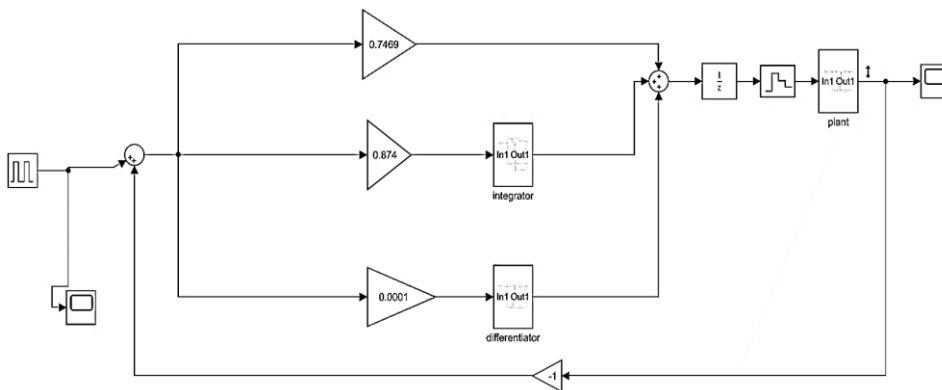 0.7469
1
z
In1 Out1
plant
0.874
In1 Out1
integrator
0.0001
In1 Out1
differentiator
-1